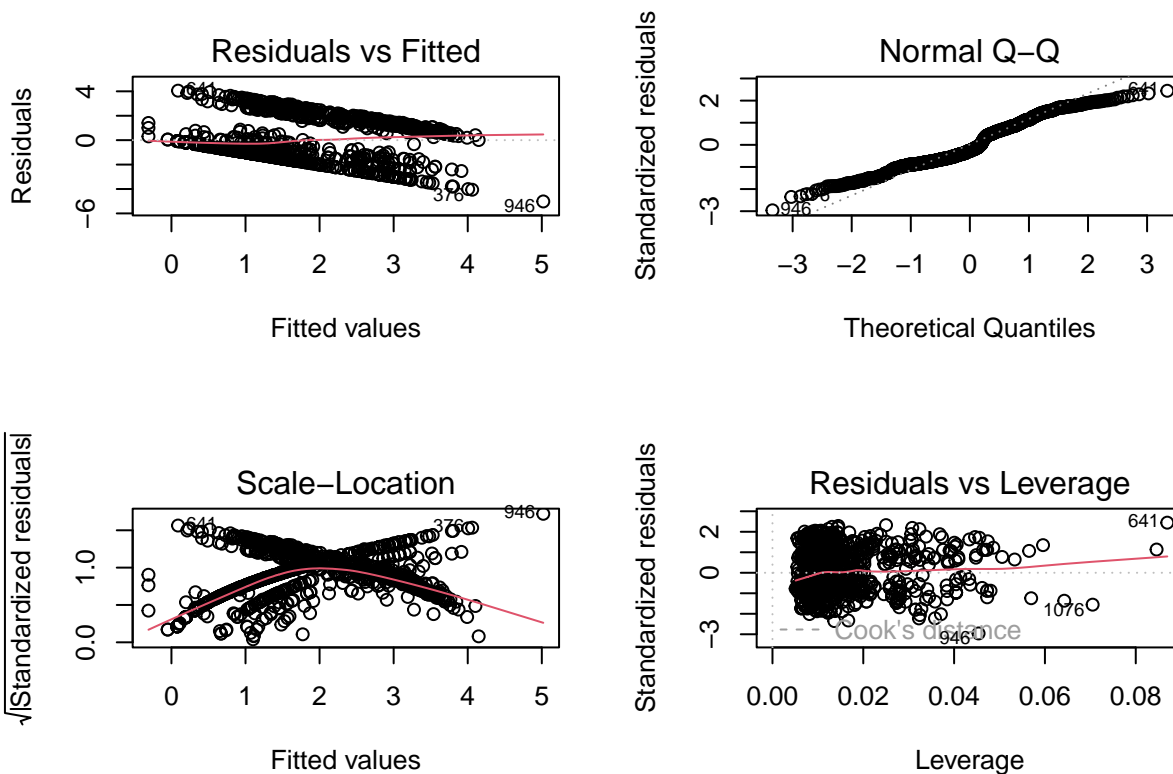 Residuals vs Fitted
Residuals
4
0
−6
641
376
946
0 1 2 3 4 5
Fitted values
Normal Q−Q
Standardized residuals
2
0
−3
641
946
−3 −2 −1 0 1 2 3
Theoretical Quantiles
Scale−Location
√|Standardized residuals|
1.0
0.0
641
376
946
0 1 2 3 4 5
Fitted values
Residuals vs Leverage
Standardized residuals
2
0
−3
641
1076
946
Cook's distance
0.00 0.02 0.04 0.06 0.08
Leverage